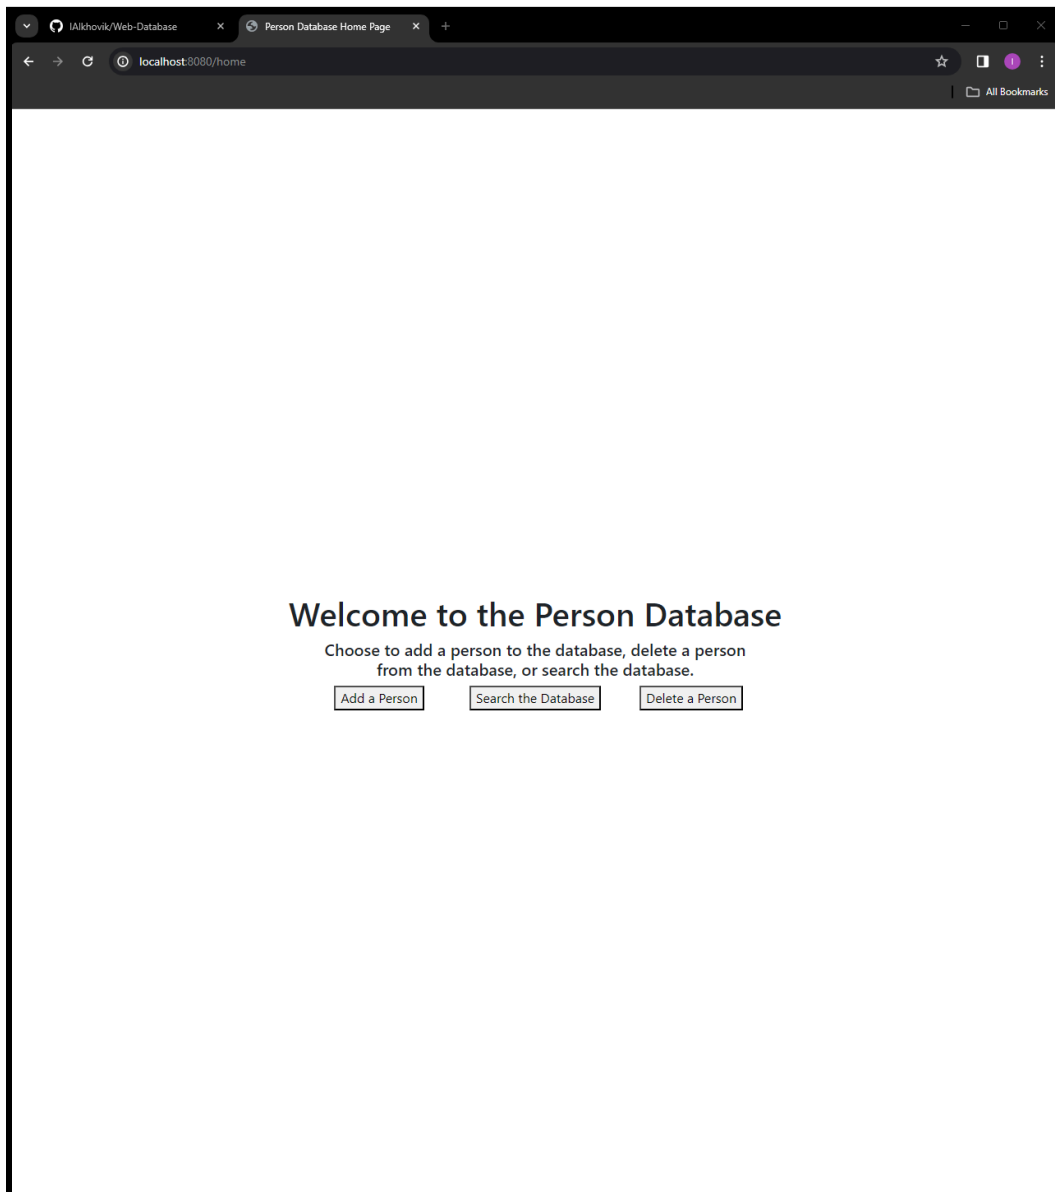 IAlkhovik/Web-Database
Person Database Home Page
localhost:8080/home
I
All Bookmarks
Welcome to the Person Database
Choose to add a person to the database, delete a person
from the database, or search the database.
Add a Person Search the Database Delete a Person